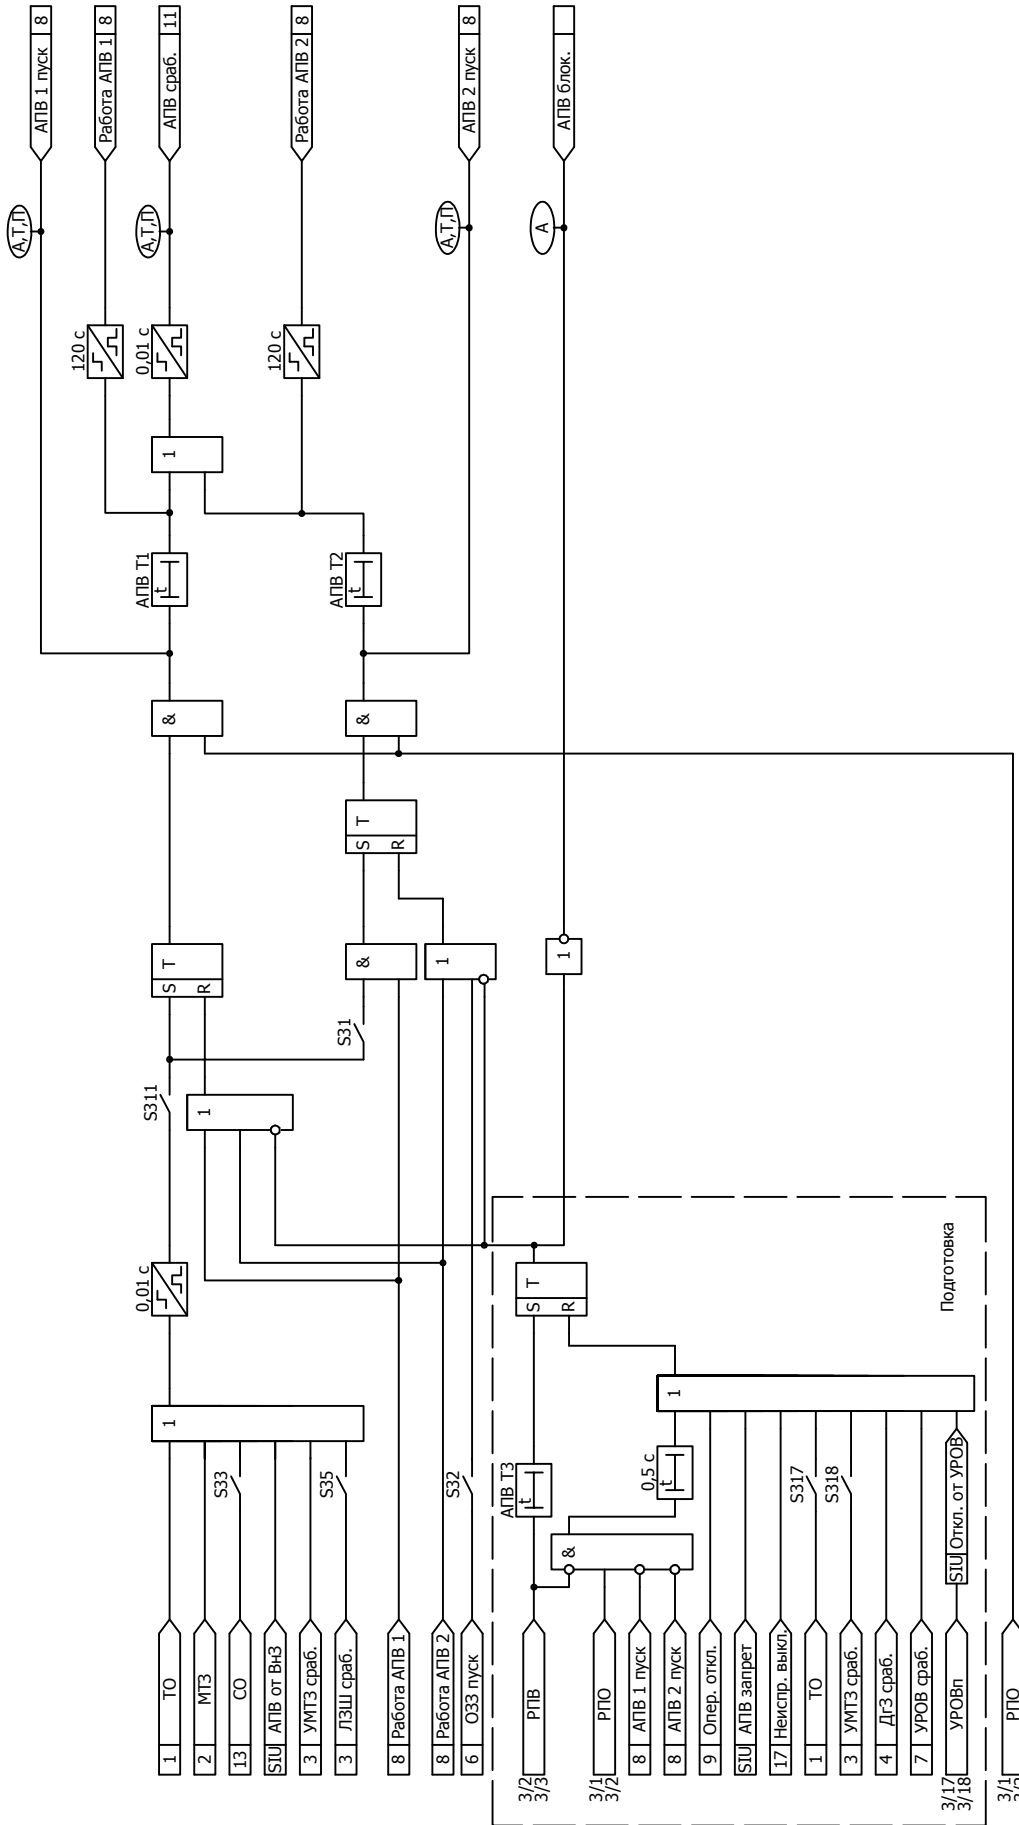 АПВ 1 пуск 8
Работа АПВ 1 8
АПВ сраб. 11
Работа АПВ 2 8
АПВ 2 пуск 8
АПВ блок.
А,Т,П
А,Т,П
А,Т,П
А
120 с
0,01 с
120 с
1
АПВ Т1
t
АПВ Т2
t
&
&
S Т
R
S Т
R
&
1
1
S31
S311
1
0,01 с
1
S33
S35
S32
1 ТО
2 МТЗ
13 СО
SIU АПВ от ВнЗ
3 УМТЗ сраб.
3 ЛЗШ сраб.
8 Работа АПВ 1
8 Работа АПВ 2
6 ОЗЗ пуск
Подготовка
S Т
R
1
АПВ Т3
t
0,5 с
t
&
S317
S318
3/2
3/3
РПВ
3/1
3/2
РПО
8 АПВ 1 пуск
8 АПВ 2 пуск
9 Опер. откл.
SIU АПВ запрет
17 Неиспр. выкл.
1 ТО
3 УМТЗ сраб.
4 ДгЗ сраб.
7 УРОВ сраб.
SIU Откл. от УРОВ
3/17
3/18
УРОВп
3/1
3/2
РПО